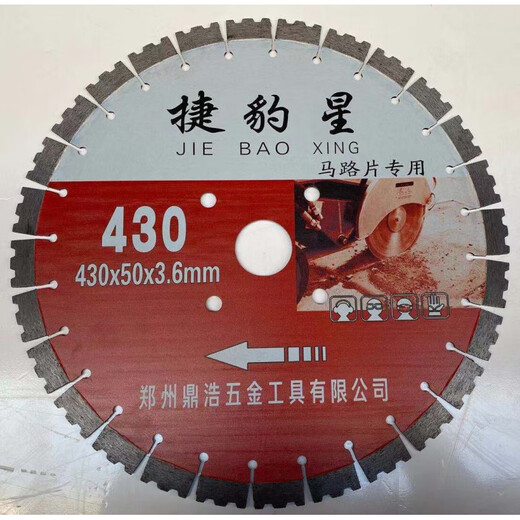 捷豹星
JIE BAO XING
马路片专用
430
430x50x3.6mm
郑州鼎浩五金工具有限公司